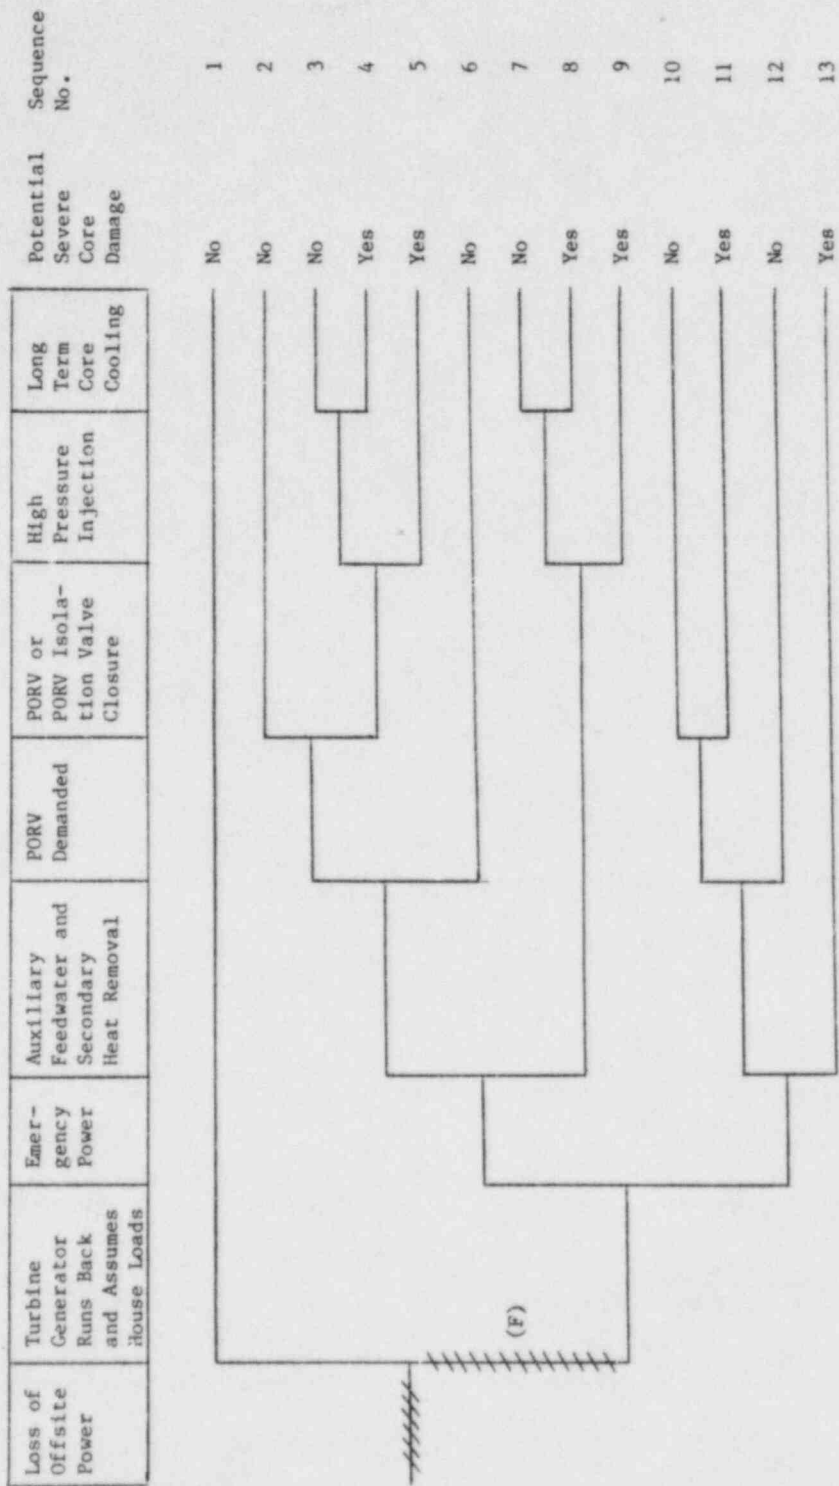 Loss of
Offsite
Power
Turbine
Generator
Runs Back
and Assumes
House Loads
Emer-
gency
Power
Auxiliary
Feedwater and
Secondary
Heat Removal
PORV
Demanded
PORV or
PORV Isola-
tion Valve
Closure
High
Pressure
Injection
Long
Term
Core
Cooling
Potential
Severe
Core
Damage
Sequence
No.
No 1
No 2
No 3
Yes 4
Yes 5
No 6
No 7
Yes 8
Yes 9
No 10
Yes 11
No 12
Yes 13
(F)